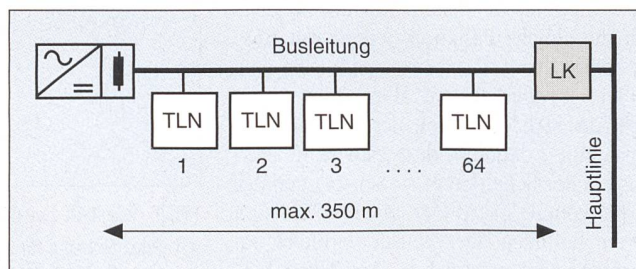 Busleitung
LK
TLN TLN TLN TLN
1 2 3 .... 64
Hauptlinie
max. 350 m